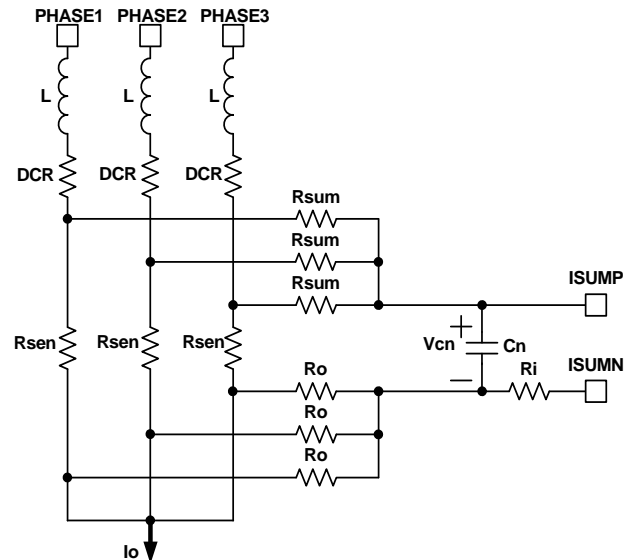 PHASE1 PHASE2 PHASE3
L L L
DCR DCR DCR
Rsum
Rsum
Rsum
ISUMP
Rsen Rsen Rsen
+
Vcn Cn
−
Ro
Ri
ISUMN
Ro
Ro
Io